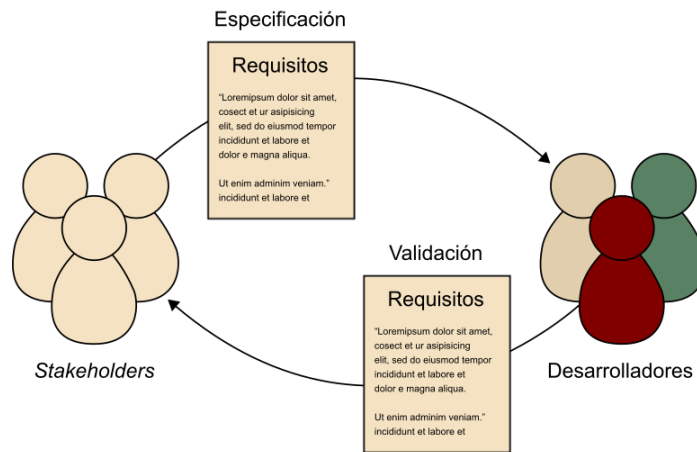 Especificación
Requisitos
“Loremipsum dolor sit amet,
cosect et ur asipisicing
elit, sed do eiusmod tempor
incididunt et labore et
dolor e magna aliqua.
Ut enim adminim veniam.”
incididunt et labore et
Validación
Requisitos
“Loremipsum dolor sit amet,
cosect et ur asipisicing
elit, sed do eiusmod tempor
incididunt et labore et
dolor e magna aliqua.
Ut enim adminim veniam.”
incididunt et labore et
Stakeholders
Desarrolladores